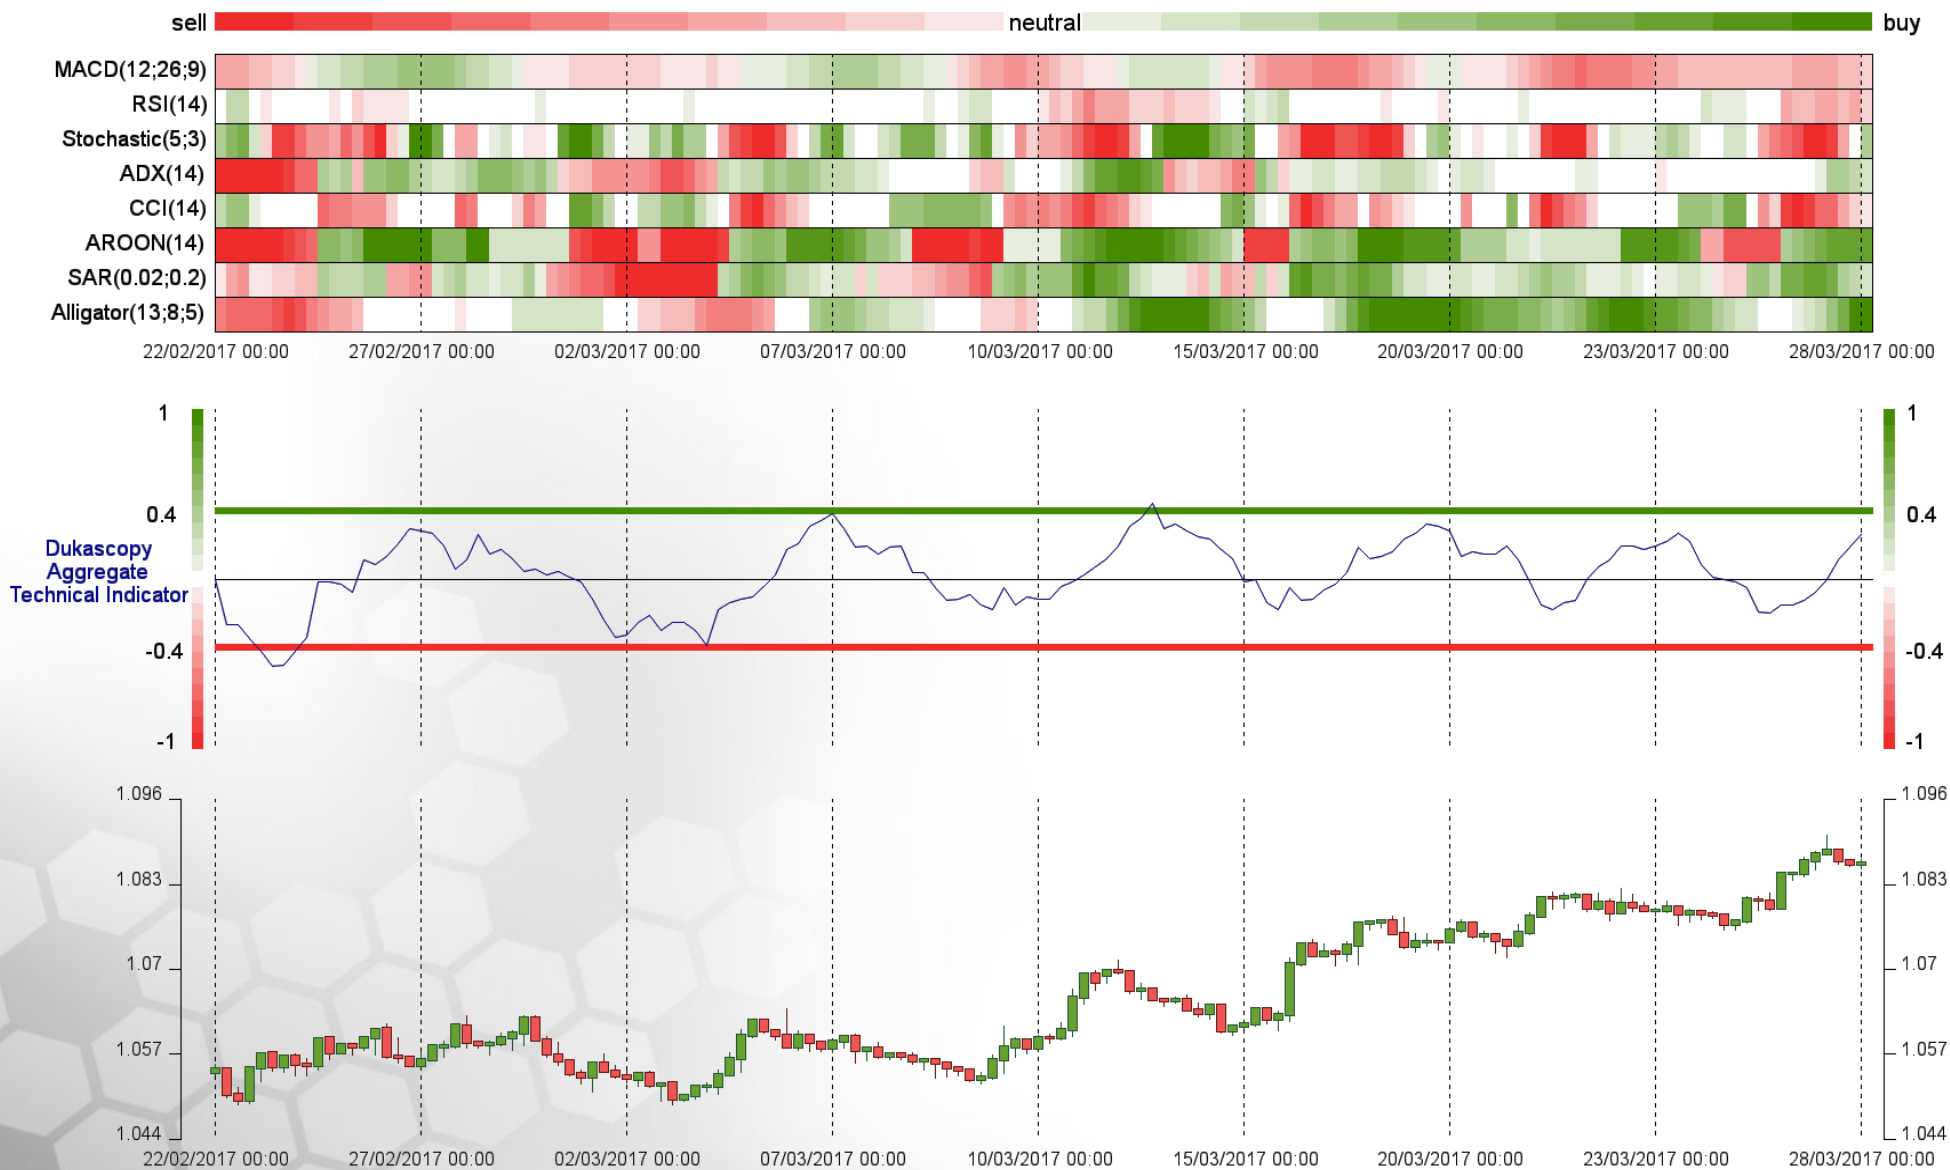 sell neutral buy
MACD(12;26;9)
RSI(14)
Stochastic(5;3)
ADX(14)
CCI(14)
AROON(14)
SAR(0.02;0.2)
Alligator(13;8;5)
22/02/2017 00:00 27/02/2017 00:00 02/03/2017 00:00 07/03/2017 00:00 10/03/2017 00:00 15/03/2017 00:00 20/03/2017 00:00 23/03/2017 00:00 28/03/2017 00:00
1 1
0.4 0.4
Dukascopy
Aggregate
Technical Indicator
-0.4 -0.4
-1 -1
1.096 1.096
1.083 1.083
1.07 1.07
1.057 1.057
1.044 1.044
22/02/2017 00:00 27/02/2017 00:00 02/03/2017 00:00 07/03/2017 00:00 10/03/2017 00:00 15/03/2017 00:00 20/03/2017 00:00 23/03/2017 00:00 28/03/2017 00:00